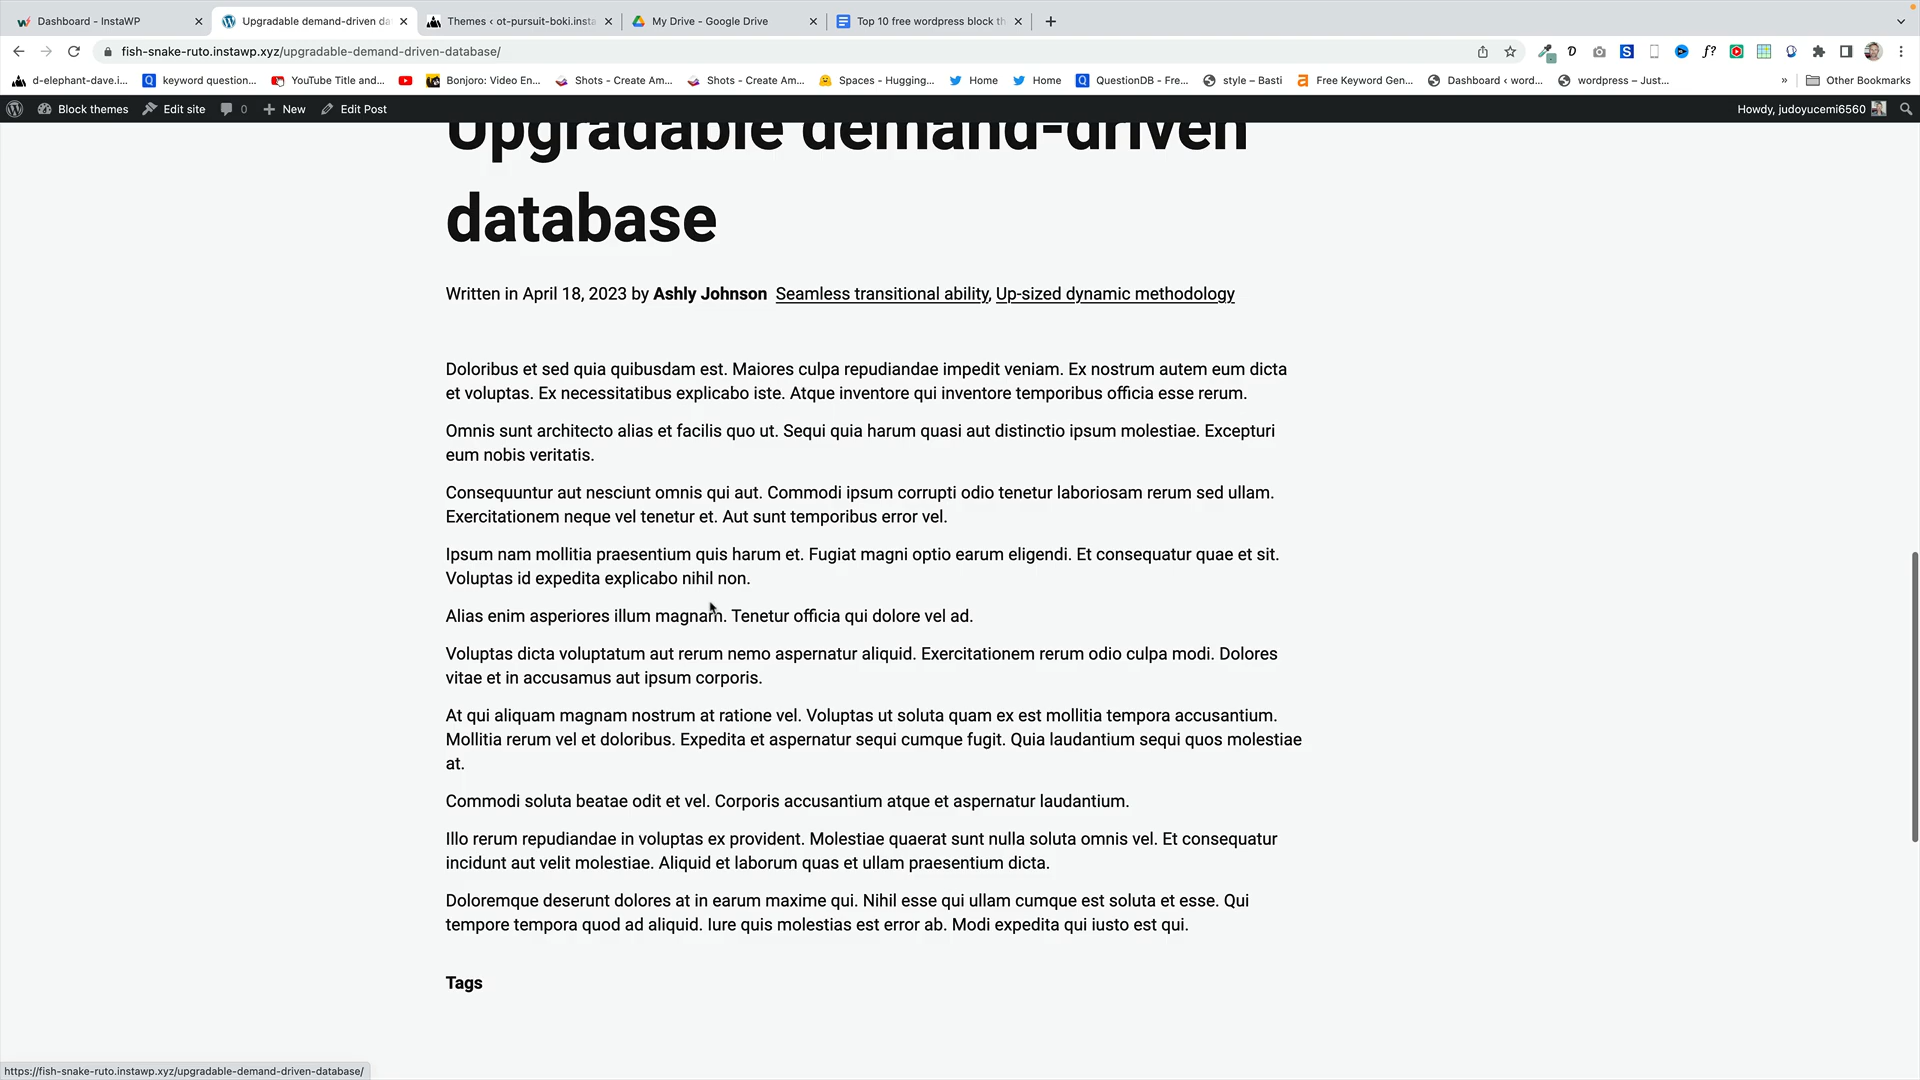 Dashboard - InstaWP
Upgradable demand-driven da
Themes ‹ ot-pursuit-boki.insta
My Drive - Google Drive
Top 10 free wordpress block th
fish-snake-ruto.instawp.xyz/upgradable-demand-driven-database/
d-elephant-dave.i...
keyword question...
YouTube Title and...
Bonjoro: Video En...
Shots - Create Am...
Shots - Create Am...
Spaces - Hugging...
Home
Home
QuestionDB - Fre...
style – Basti
Free Keyword Gen...
Dashboard ‹ word...
wordpress – Just...
»
Other Bookmarks
Block themes
Edit site
0
New
Edit Post
Howdy, judoyucemi6560
Upgradable demand-driven
database
Written in April 18, 2023 by Ashly Johnson Seamless transitional ability, Up-sized dynamic methodology
Doloribus et sed quia quibusdam est. Maiores culpa repudiandae impedit veniam. Ex nostrum autem eum dicta
et voluptas. Ex necessitatibus explicabo iste. Atque inventore qui inventore temporibus officia esse rerum.
Omnis sunt architecto alias et facilis quo ut. Sequi quia harum quasi aut distinctio ipsum molestiae. Excepturi
eum nobis veritatis.
Consequuntur aut nesciunt omnis qui aut. Commodi ipsum corrupti odio tenetur laboriosam rerum sed ullam.
Exercitationem neque vel tenetur et. Aut sunt temporibus error vel.
Ipsum nam mollitia praesentium quis harum et. Fugiat magni optio earum eligendi. Et consequatur quae et sit.
Voluptas id expedita explicabo nihil non.
Alias enim asperiores illum magnam. Tenetur officia qui dolore vel ad.
Voluptas dicta voluptatum aut rerum nemo aspernatur aliquid. Exercitationem rerum odio culpa modi. Dolores
vitae et in accusamus aut ipsum corporis.
At qui aliquam magnam nostrum at ratione vel. Voluptas ut soluta quam ex est mollitia tempora accusantium.
Mollitia rerum vel et doloribus. Expedita et aspernatur sequi cumque fugit. Quia laudantium sequi quos molestiae
at.
Commodi soluta beatae odit et vel. Corporis accusantium atque et aspernatur laudantium.
Illo rerum repudiandae in voluptas ex provident. Molestiae quaerat sunt nulla soluta omnis vel. Et consequatur
incidunt aut velit molestiae. Aliquid et laborum quas et ullam praesentium dicta.
Doloremque deserunt dolores at in earum maxime qui. Nihil esse qui ullam cumque est soluta et esse. Qui
tempore tempora quod ad aliquid. Iure quis molestias est error ab. Modi expedita qui iusto est qui.
Tags
https://fish-snake-ruto.instawp.xyz/upgradable-demand-driven-database/